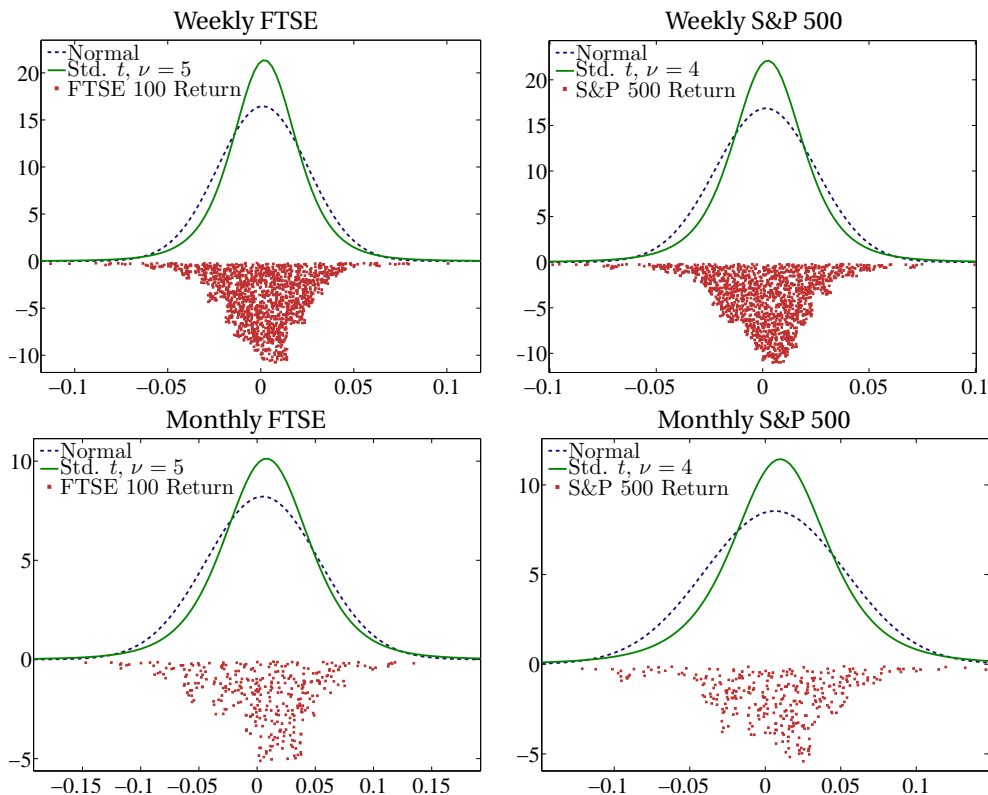 Weekly FTSE
Normal
Std. t, ν = 5
FTSE 100 Return
20
15
10
5
0
−5
−10
−0.1 −0.05 0 0.05 0.1
Weekly S&P 500
Normal
Std. t, ν = 4
S&P 500 Return
20
15
10
5
0
−5
−10
−0.1 −0.05 0 0.05 0.1
Monthly FTSE
Normal
Std. t, ν = 5
FTSE 100 Return
10
5
0
−5
−0.15 −0.1 −0.05 0 0.05 0.1 0.15
Monthly S&P 500
Normal
Std. t, ν = 4
S&P 500 Return
10
5
0
−5
−0.1 −0.05 0 0.05 0.1